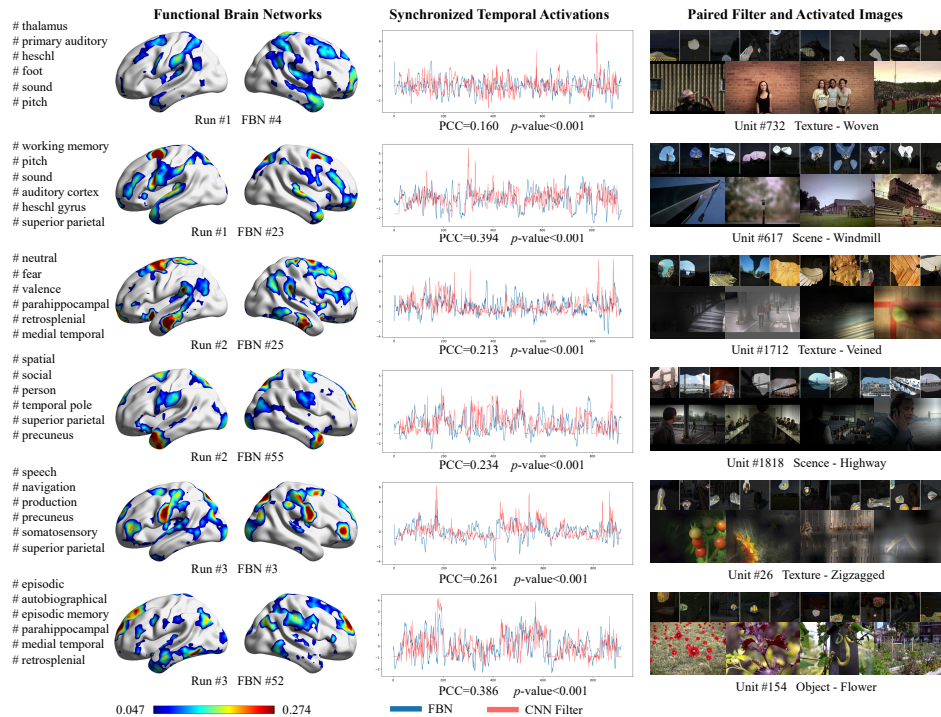 Functional Brain Networks
Synchronized Temporal Activations
Paired Filter and Activated Images
# thalamus
# primary auditory
# heschl
# foot
# sound
# pitch
Run #1 FBN #4
PCC=0.160 p-value<0.001
Unit #732 Texture - Woven
# working memory
# pitch
# sound
# auditory cortex
# heschl gyrus
# superior parietal
Run #1 FBN #23
PCC=0.394 p-value<0.001
Unit #617 Scene - Windmill
# neutral
# fear
# valence
# parahippocampal
# retrosplenial
# medial temporal
Run #2 FBN #25
PCC=0.213 p-value<0.001
Unit #1712 Texture - Veined
# spatial
# social
# person
# temporal pole
# superior parietal
# precuneus
Run #2 FBN #55
PCC=0.234 p-value<0.001
Unit #1818 Scence - Highway
# speech
# navigation
# production
# precuneus
# somatosensory
# superior parietal
Run #3 FBN #3
PCC=0.261 p-value<0.001
Unit #26 Texture - Zigzagged
# episodic
# autobiographical
# episodic memory
# parahippocampal
# medial temporal
# retrosplenial
Run #3 FBN #52
PCC=0.386 p-value<0.001
Unit #154 Object - Flower
0.047 0.274
FBN CNN Filter